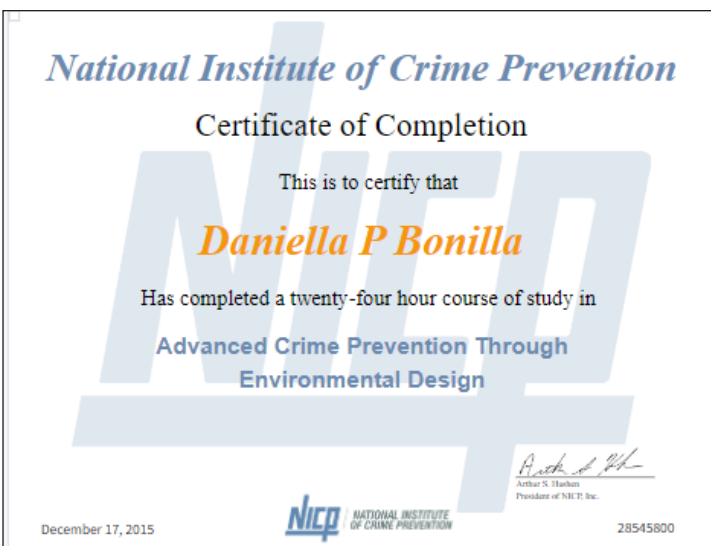 National Institute of Crime Prevention
Certificate of Completion
This is to certify that
Daniella P Bonilla
Has completed a twenty-four hour course of study in
Advanced Crime Prevention Through
Environmental Design
NICP
Arthur S. Hushen
President of NICP, Inc.
December 17, 2015
NICP NATIONAL INSTITUTE
OF CRIME PREVENTION
28545800